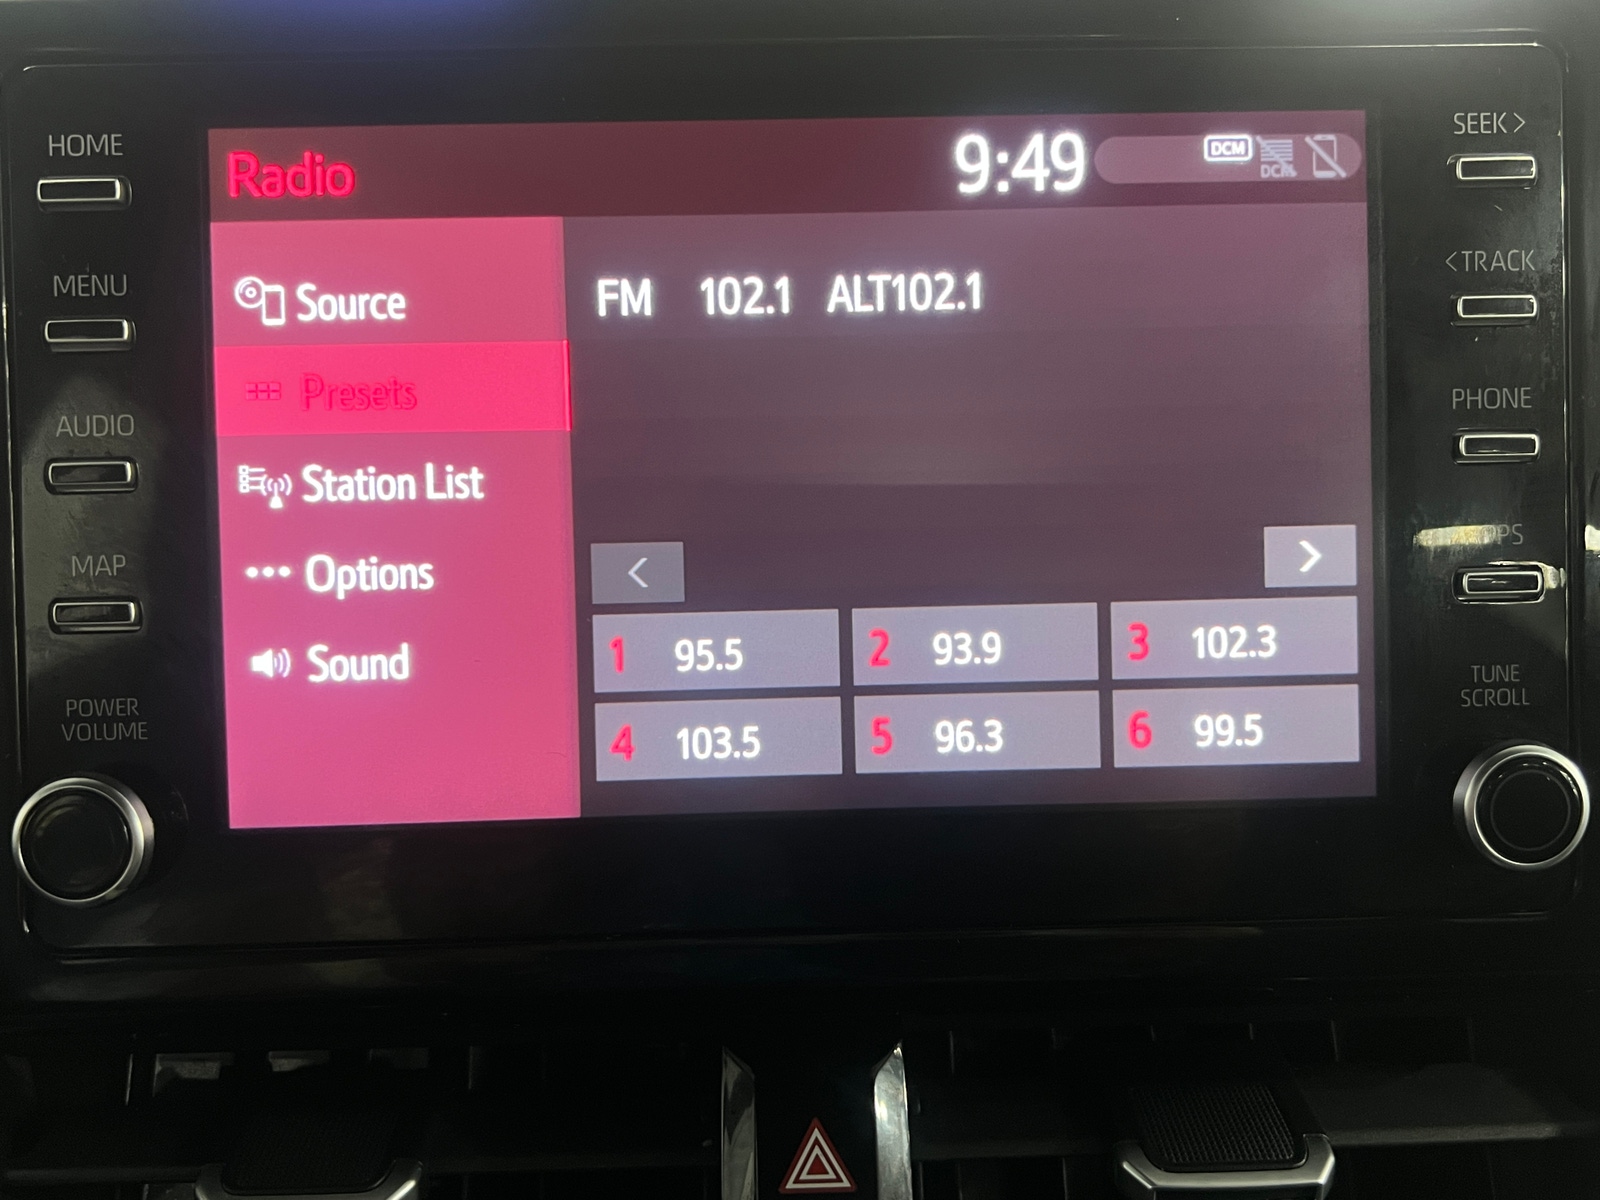 HOME
MENU
AUDIO
MAP
POWER
VOLUME
Radio
9:49
DCM
DCM
Source
Presets
Station List
Options
Sound
FM 102.1 ALT102.1
<
>
1 95.5
2 93.9
3 102.3
4 103.5
5 96.3
6 99.5
SEEK >
< TRACK
PHONE
TUNE
SCROLL